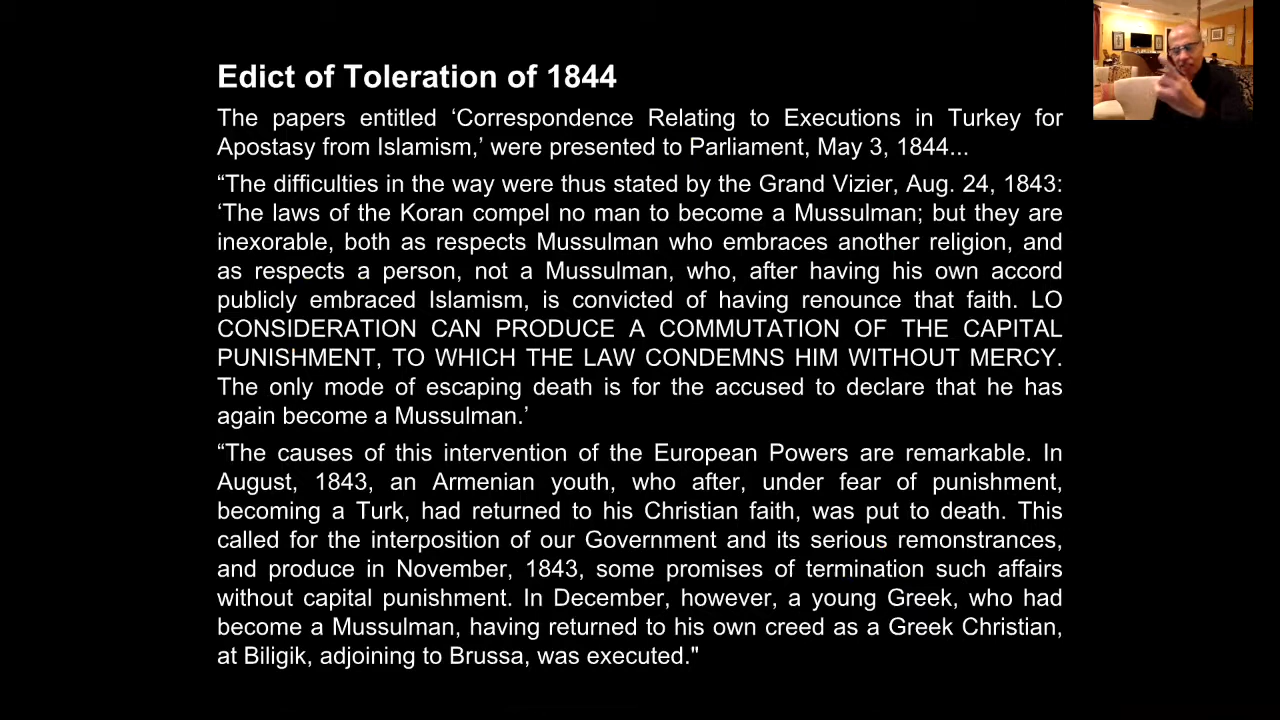 Edict of Toleration of 1844
The papers entitled ‘Correspondence Relating to Executions in Turkey for
Apostasy from Islamism,’ were presented to Parliament, May 3, 1844...
“The difficulties in the way were thus stated by the Grand Vizier, Aug. 24, 1843:
‘The laws of the Koran compel no man to become a Mussulman; but they are
inexorable, both as respects Mussulman who embraces another religion, and
as respects a person, not a Mussulman, who, after having his own accord
publicly embraced Islamism, is convicted of having renounce that faith. LO
CONSIDERATION CAN PRODUCE A COMMUTATION OF THE CAPITAL
PUNISHMENT, TO WHICH THE LAW CONDEMNS HIM WITHOUT MERCY.
The only mode of escaping death is for the accused to declare that he has
again become a Mussulman.’
“The causes of this intervention of the European Powers are remarkable. In
August, 1843, an Armenian youth, who after, under fear of punishment,
becoming a Turk, had returned to his Christian faith, was put to death. This
called for the interposition of our Government and its serious remonstrances,
and produce in November, 1843, some promises of termination such affairs
without capital punishment. In December, however, a young Greek, who had
become a Mussulman, having returned to his own creed as a Greek Christian,
at Biligik, adjoining to Brussa, was executed."